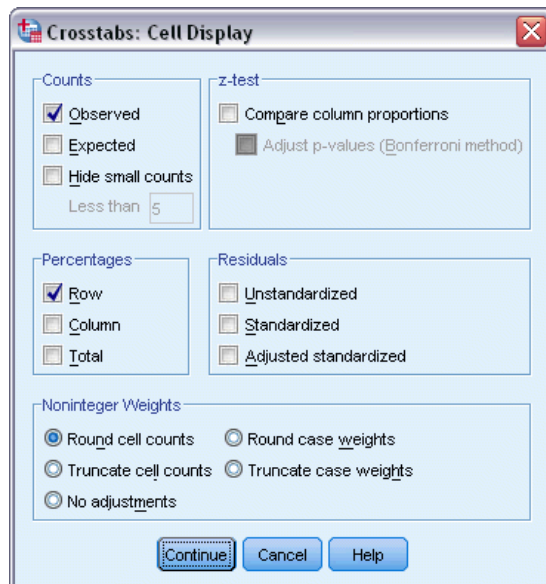 Crosstabs: Cell Display
Counts
Observed
Expected
Hide small counts
Less than 5
z-test
Compare column proportions
Adjust p-values (Bonferroni method)
Percentages
Row
Column
Total
Residuals
Unstandardized
Standardized
Adjusted standardized
Noninteger Weights
Round cell counts
Round case weights
Truncate cell counts
Truncate case weights
No adjustments
Continue
Cancel
Help